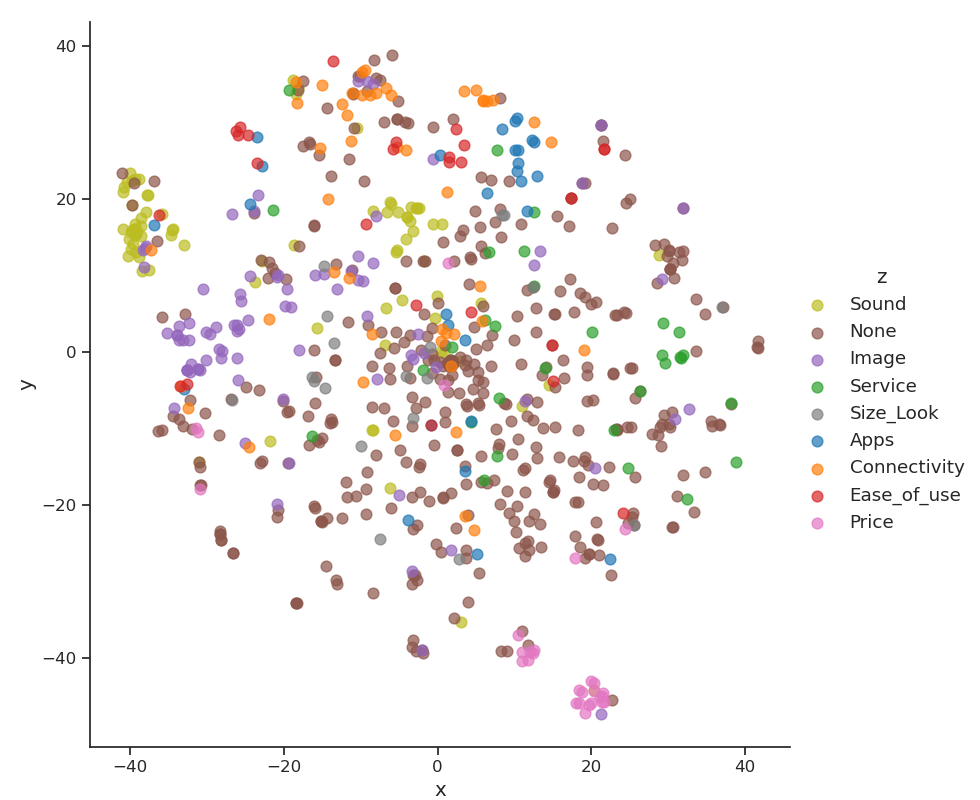 40
20
0
−20
−40
y
−40
−20
0
20
40
x
z
Sound
None
Image
Service
Size_Look
Apps
Connectivity
Ease_of_use
Price